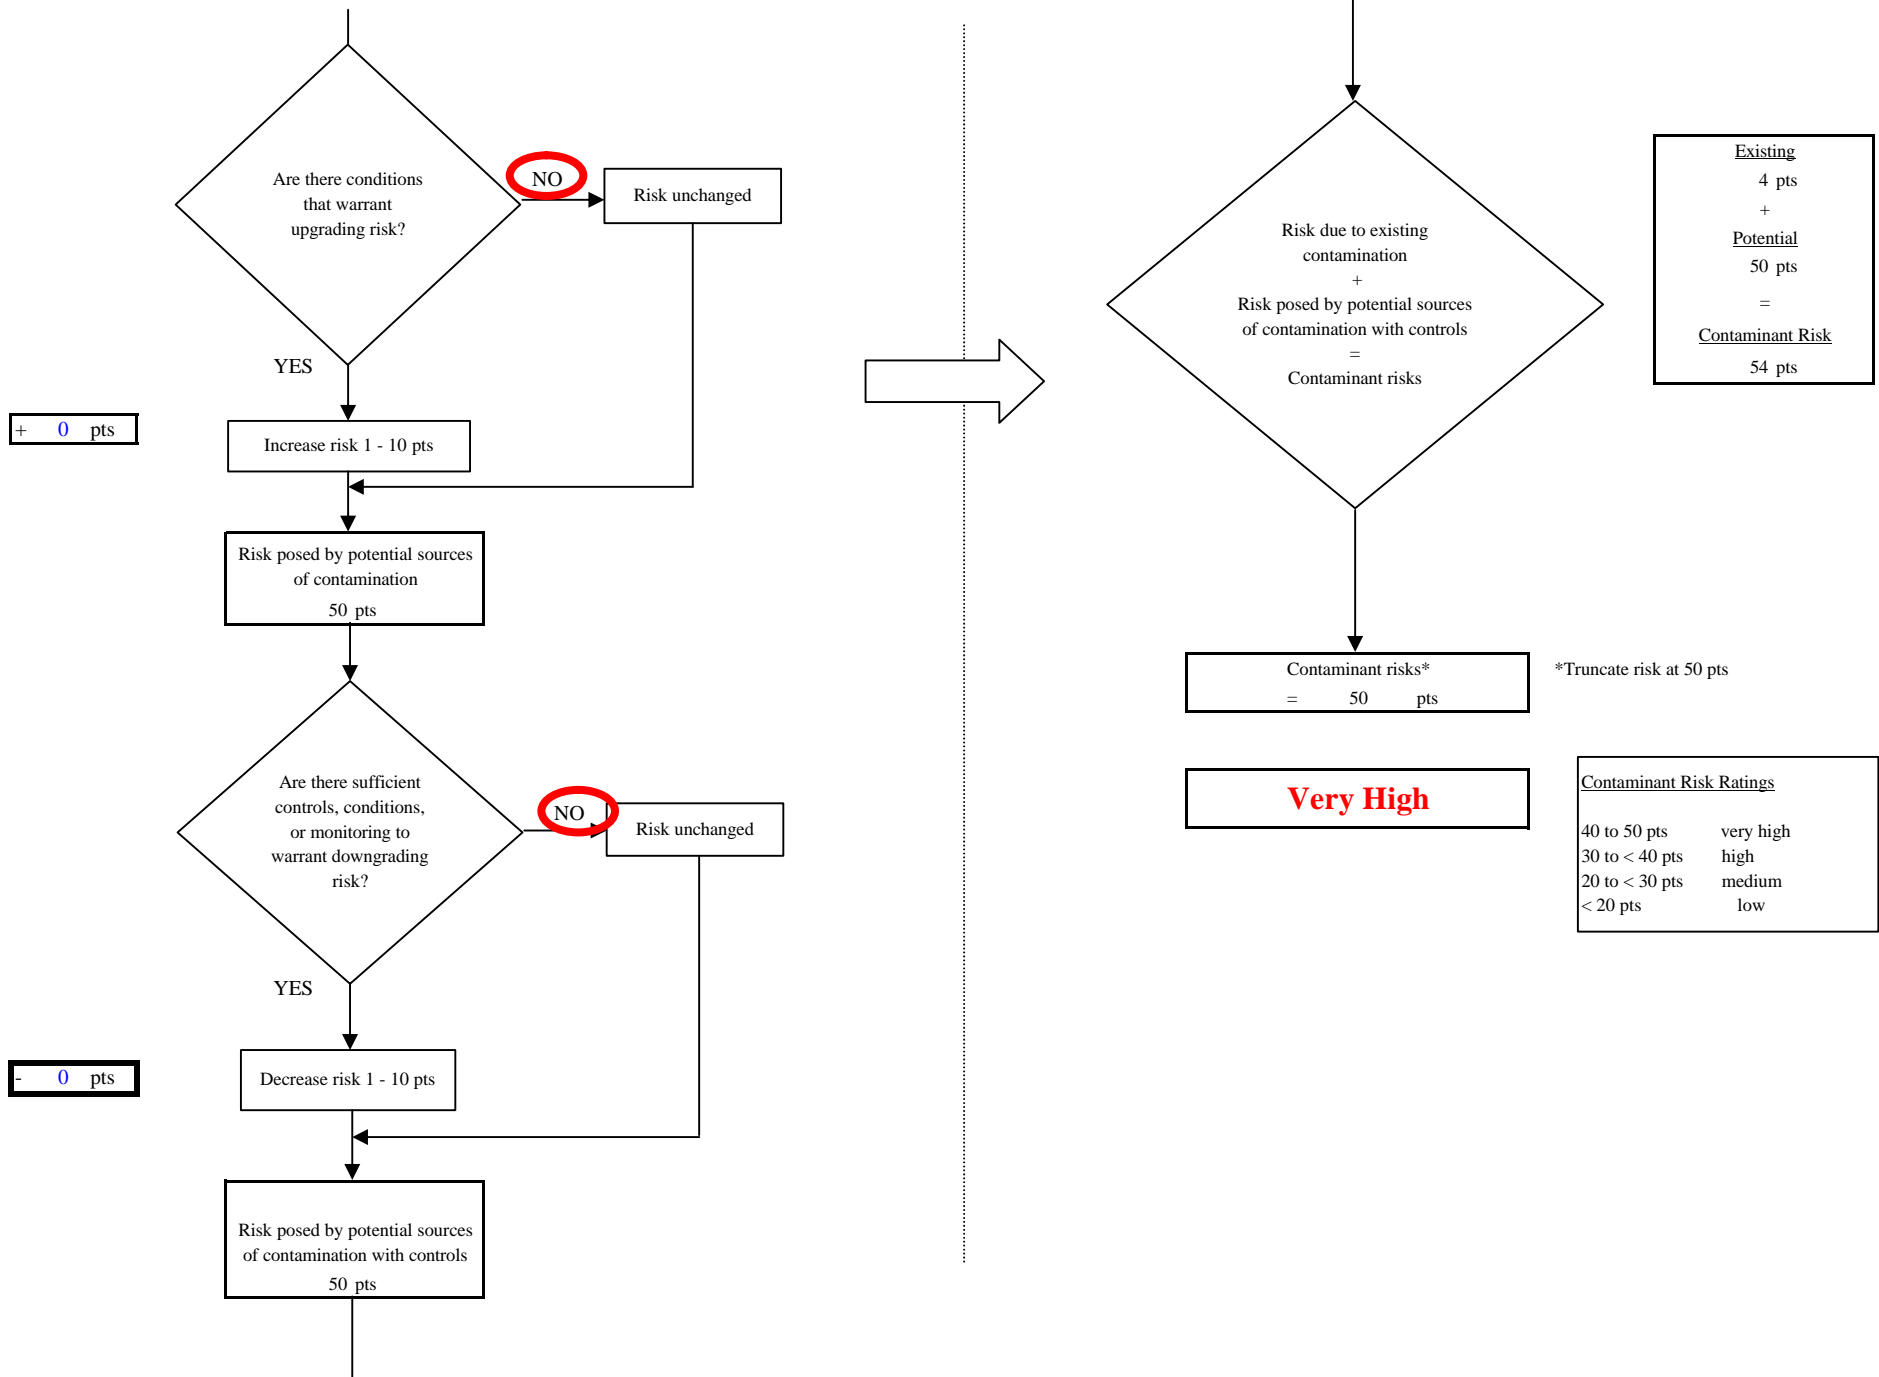 Are there conditions
that warrant
upgrading risk?
NO
Risk unchanged
YES
+ 0 pts
Increase risk 1 - 10 pts
Risk posed by potential sources
of contamination
50 pts
Are there sufficient
controls, conditions,
or monitoring to
warrant downgrading
risk?
NO
Risk unchanged
YES
- 0 pts
Decrease risk 1 - 10 pts
Risk posed by potential sources
of contamination with controls
50 pts
Risk due to existing
contamination
+
Risk posed by potential sources
of contamination with controls
=
Contaminant risks
Existing
4 pts
+
Potential
50 pts
=
Contaminant Risk
54 pts
Contaminant risks*
= 50 pts
*Truncate risk at 50 pts
Very High
Contaminant Risk Ratings
40 to 50 pts very high
30 to < 40 pts high
20 to < 30 pts medium
< 20 pts low